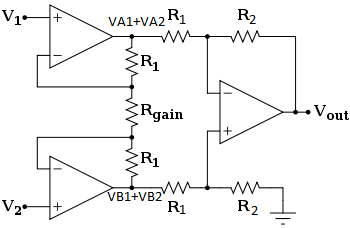 V1 VA1+VA2 R1 R2
− +
R1
Rgain
− + Vout
R1
− +
V2 VB1+VB2 R1 R2